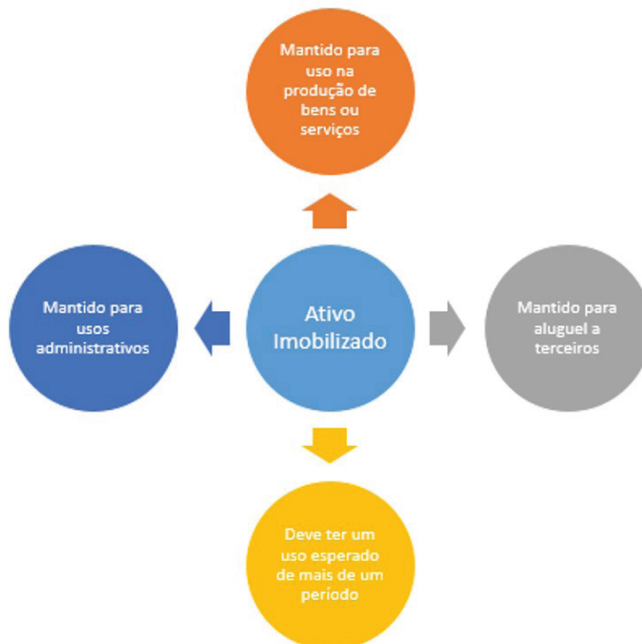 Mantido para
uso na
produção de
bens ou
serviços
Mantido para
usos
administrativos
Ativo
Imobilizado
Mantido para
aluguel a
terceiros
Deve ter um
uso esperado
de mais de um
período